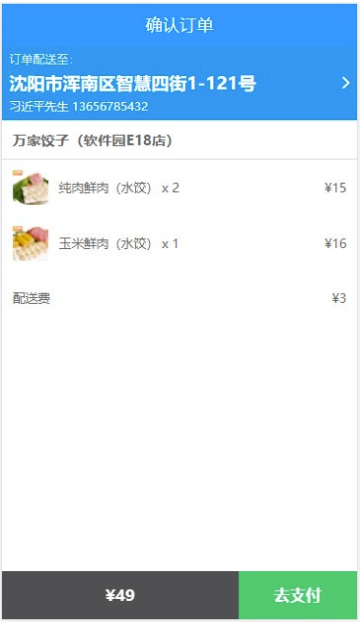 确认订单
订单配送至：
沈阳市浑南区智慧四街1-121号
习近平先生 13656785432
万家饺子（软件园E18店）
纯肉鲜肉（水饺） x 2 ¥15
玉米鲜肉（水饺） x 1 ¥16
配送费 ¥3
¥49 去支付